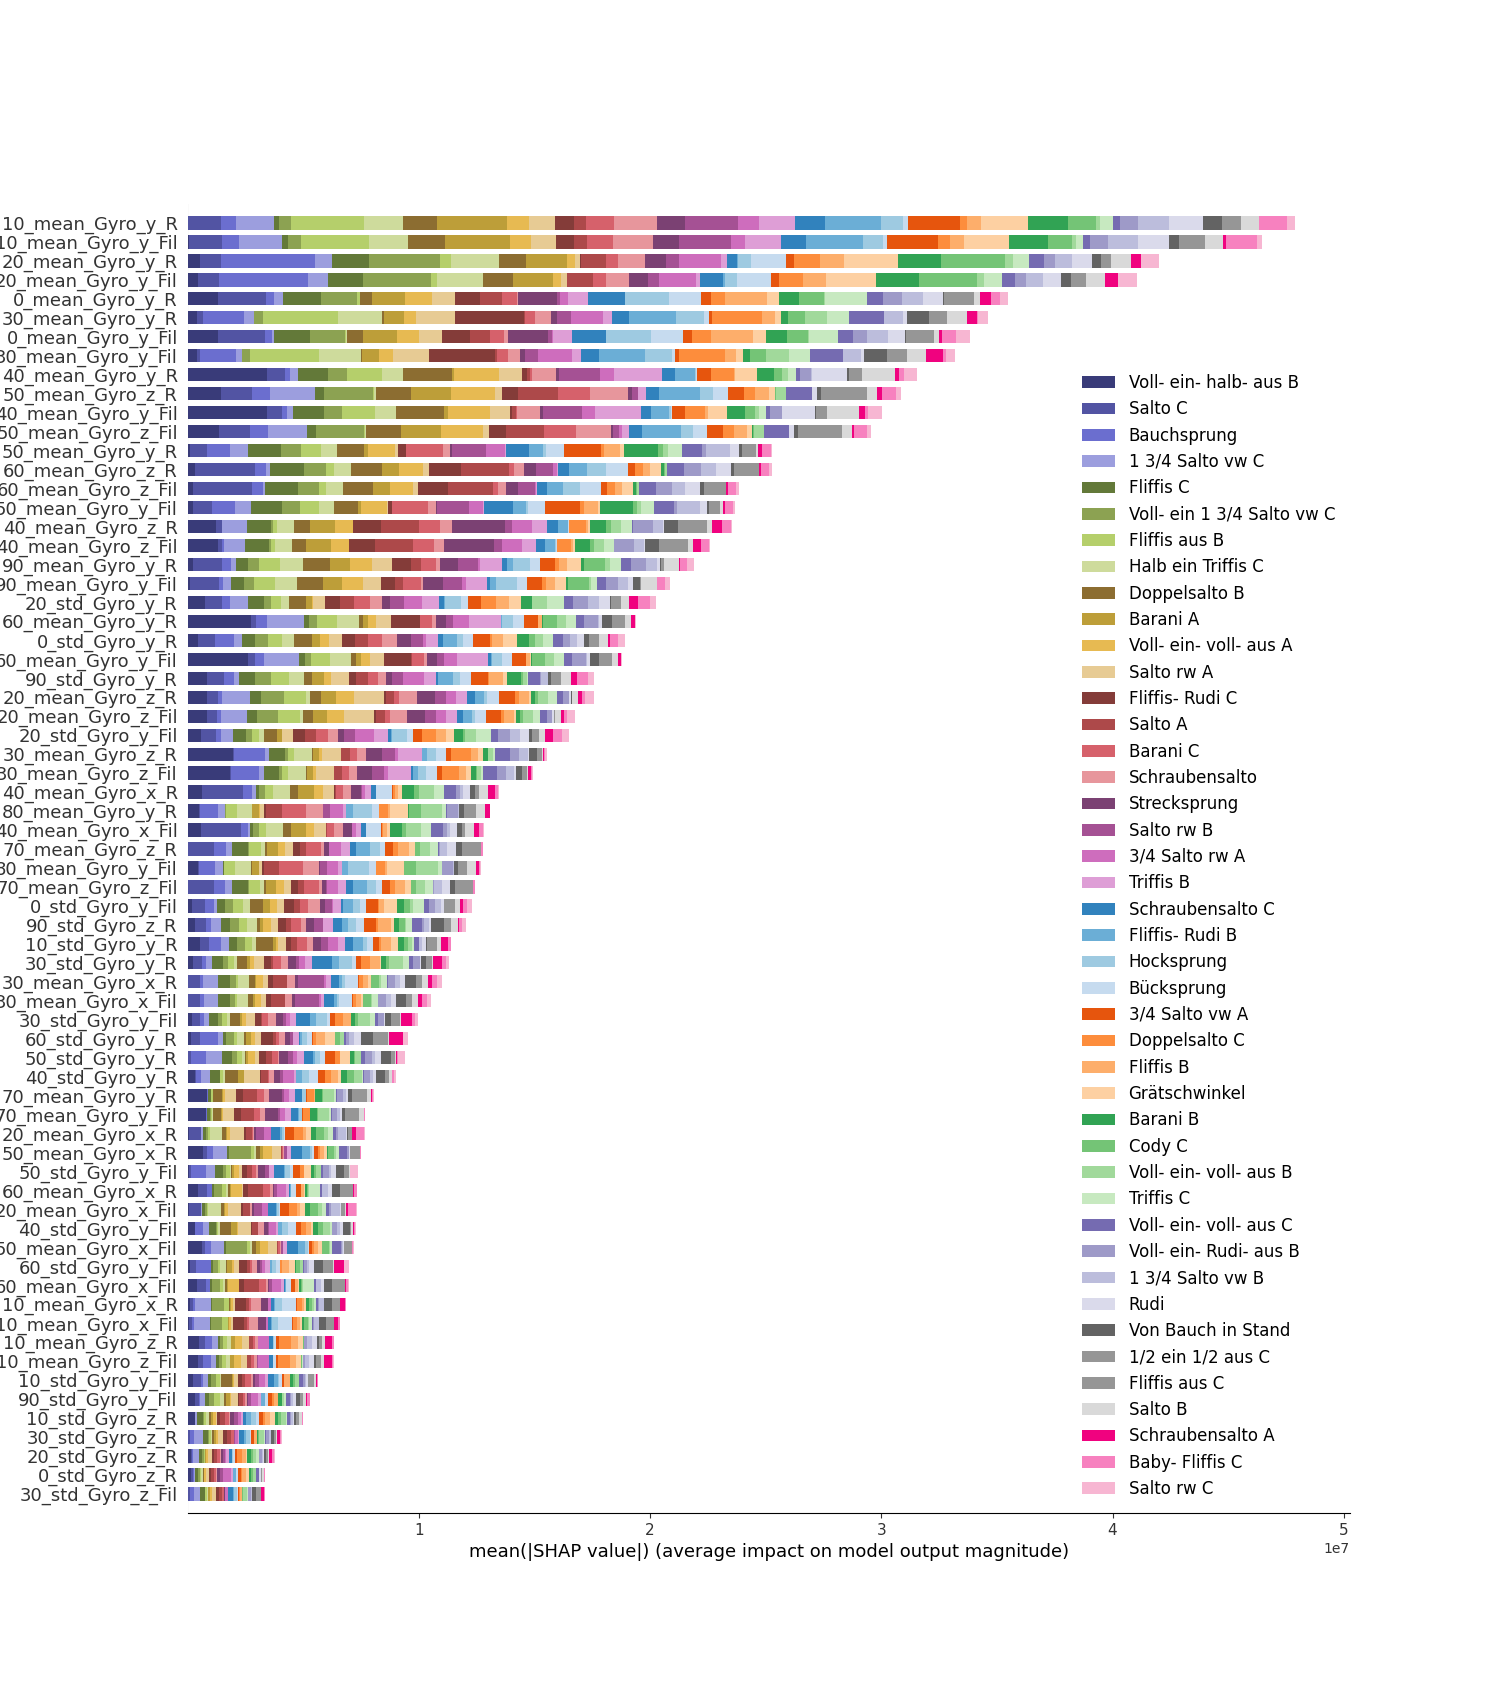 10_mean_Gyro_y_R
10_mean_Gyro_y_Fil
20_mean_Gyro_y_R
20_mean_Gyro_y_Fil
0_mean_Gyro_y_R
30_mean_Gyro_y_R
0_mean_Gyro_y_Fil
30_mean_Gyro_y_Fil
40_mean_Gyro_y_R
50_mean_Gyro_z_R
40_mean_Gyro_y_Fil
50_mean_Gyro_z_Fil
50_mean_Gyro_y_R
60_mean_Gyro_z_R
60_mean_Gyro_z_Fil
50_mean_Gyro_y_Fil
40_mean_Gyro_z_R
40_mean_Gyro_z_Fil
90_mean_Gyro_y_R
90_mean_Gyro_y_Fil
20_std_Gyro_y_R
60_mean_Gyro_y_R
0_std_Gyro_y_R
60_mean_Gyro_y_Fil
90_std_Gyro_y_R
20_mean_Gyro_z_R
20_mean_Gyro_z_Fil
20_std_Gyro_y_Fil
30_mean_Gyro_z_R
30_mean_Gyro_z_Fil
40_mean_Gyro_x_R
80_mean_Gyro_y_R
40_mean_Gyro_x_Fil
70_mean_Gyro_z_R
80_mean_Gyro_y_Fil
70_mean_Gyro_z_Fil
0_std_Gyro_y_Fil
90_std_Gyro_z_R
10_std_Gyro_y_R
30_std_Gyro_y_R
30_mean_Gyro_x_R
30_mean_Gyro_x_Fil
30_std_Gyro_y_Fil
60_std_Gyro_y_R
50_std_Gyro_y_R
40_std_Gyro_y_R
70_mean_Gyro_y_R
70_mean_Gyro_y_Fil
20_mean_Gyro_x_R
50_mean_Gyro_x_R
50_std_Gyro_y_Fil
60_mean_Gyro_x_R
20_mean_Gyro_x_Fil
40_std_Gyro_y_Fil
50_mean_Gyro_x_Fil
60_std_Gyro_y_Fil
60_mean_Gyro_x_Fil
10_mean_Gyro_x_R
10_mean_Gyro_x_Fil
10_mean_Gyro_z_R
10_mean_Gyro_z_Fil
10_std_Gyro_y_Fil
90_std_Gyro_y_Fil
10_std_Gyro_z_R
30_std_Gyro_z_R
20_std_Gyro_z_R
0_std_Gyro_z_R
30_std_Gyro_z_Fil
Voll- ein- halb- aus B
Salto C
Bauchsprung
1 3/4 Salto vw C
Fliffis C
Voll- ein 1 3/4 Salto vw C
Fliffis aus B
Halb ein Triffis C
Doppelsalto B
Barani A
Voll- ein- voll- aus A
Salto rw A
Fliffis- Rudi C
Salto A
Barani C
Schraubensalto
Strecksprung
Salto rw B
3/4 Salto rw A
Triffis B
Schraubensalto C
Fliffis- Rudi B
Hocksprung
Bücksprung
3/4 Salto vw A
Doppelsalto C
Fliffis B
Grätschwinkel
Barani B
Cody C
Voll- ein- voll- aus B
Triffis C
Voll- ein- voll- aus C
Voll- ein- Rudi- aus B
1 3/4 Salto vw B
Rudi
Von Bauch in Stand
1/2 ein 1/2 aus C
Fliffis aus C
Salto B
Schraubensalto A
Baby- Fliffis C
Salto rw C
1 2 3 4 5
1e7
mean(|SHAP value|) (average impact on model output magnitude)